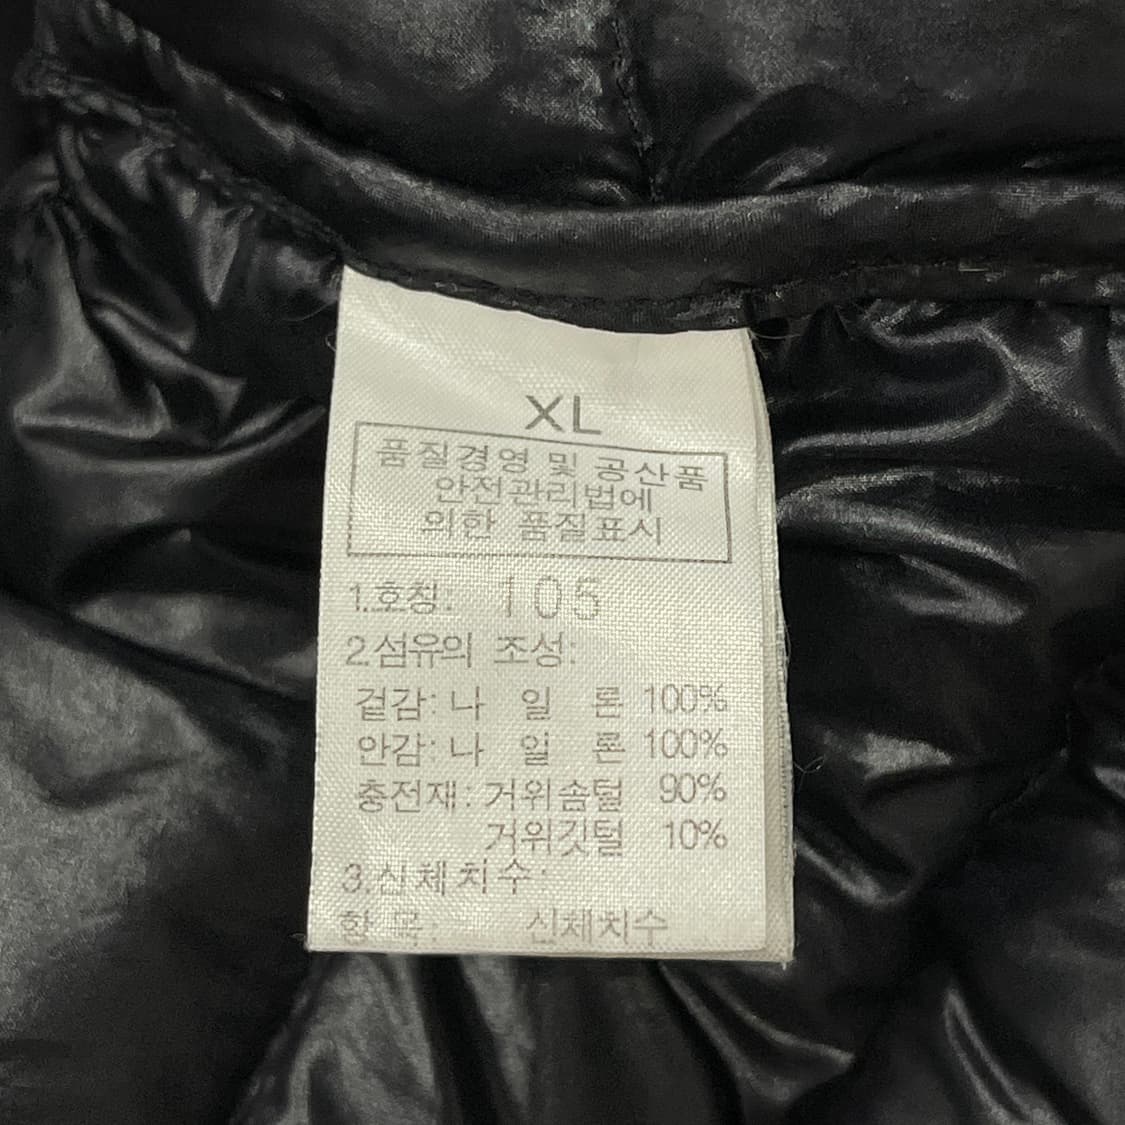 XL
품질경영 및 공산품
안전관리법에
의한 품질표시
1.호칭: 105
2.섬유의 조성:
겉감: 나 일 론 100%
안감: 나 일 론 100%
충전재: 거위솜털 90%
거위깃털 10%
3.신체치수:
항 목: 신체치수